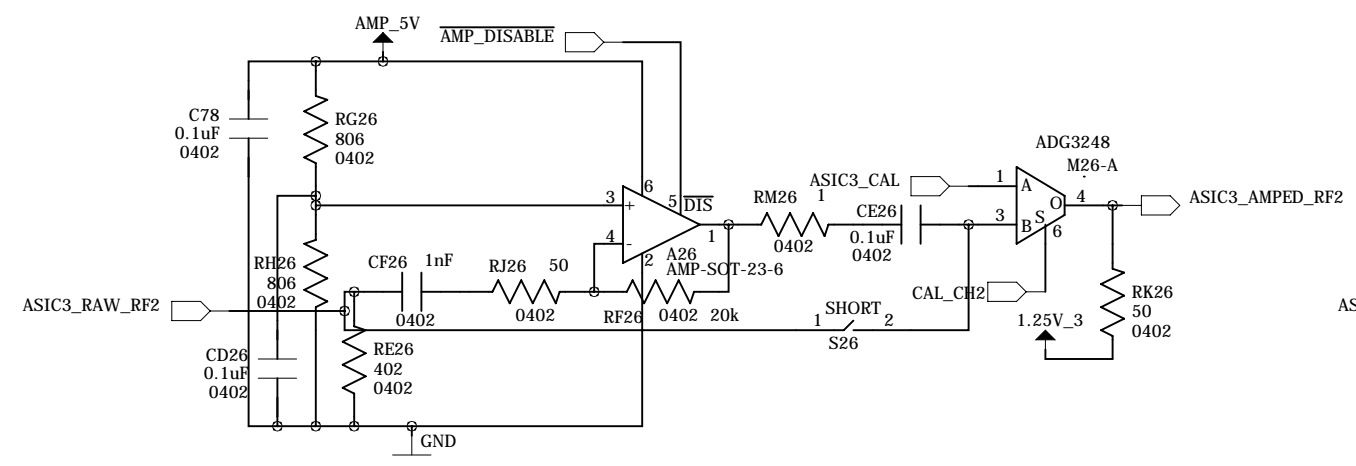 AMP_5V
AMP_DISABLE
C78
0.1uF
0402
RG26
806
0402
ADG3248
M26-A
ASIC3_CAL
1
A
O
4
ASIC3_AMPED_RF2
3
B
S
6
6
5
DIS
3
+
4
-
2
1
A26
AMP-SOT-23-6
RM26
1
0402
CE26
0.1uF
0402
RH26
806
0402
CF26
1nF
0402
RJ26
50
0402
RF26
0402
20k
CAL_CH2
RK26
50
0402
ASIC3_RAW_RF2
1
SHORT
2
S26
1.25V_3
AS
CD26
0.1uF
0402
RE26
402
0402
GND